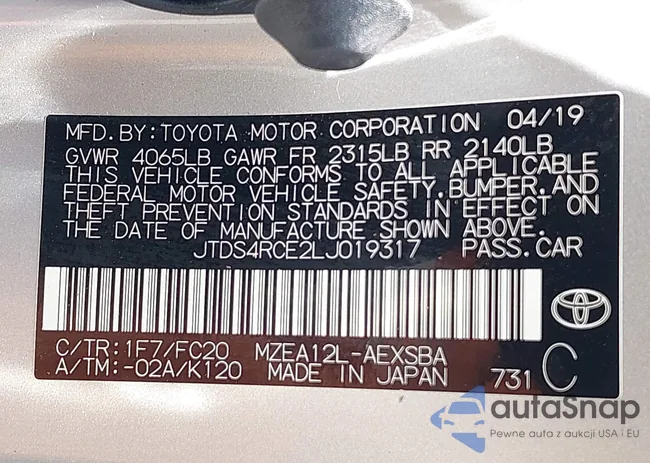 MFD. BY: TOYOTA MOTOR CORPORATION 04/19
GVWR 4065LB GAWR FR 2315LB RR 2140LB
THIS VEHICLE CONFORMS TO ALL APPLICABLE
FEDERAL MOTOR VEHICLE SAFETY, BUMPER, AND
THEFT PREVENTION STANDARDS IN EFFECT ON
THE DATE OF MANUFACTURE SHOWN ABOVE.
JTDS4RCE2LJ019317 PASS.CAR
C/TR: 1F7/FC20 MZEA12L-AEXSBA
A/TM: -02A/K120 MADE IN JAPAN 731 C
autaSnap
Pewne auta z aukcji USA i EU